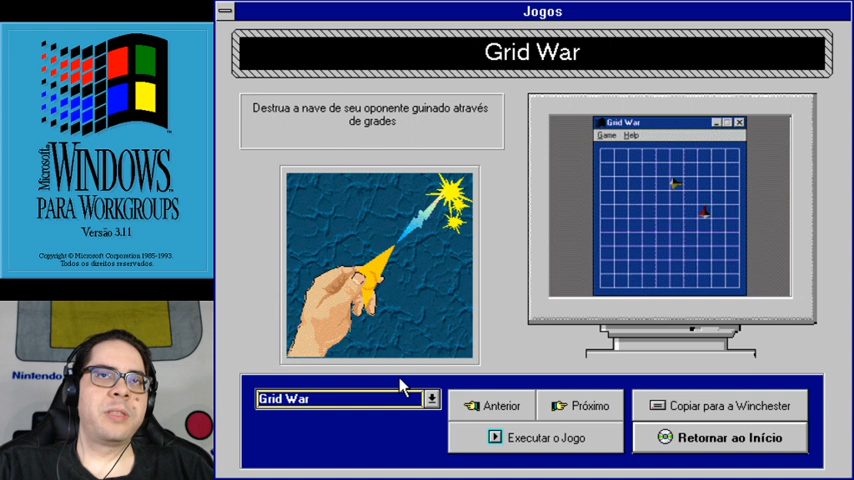 Microsoft®
WINDOWS™
PARA WORKGROUPS
Versão 3.11
Copyright © Microsoft Corporation 1985-1993.
Todos os direitos reservados.
Nintendo
Jogos
Grid War
Destrua a nave de seu oponente guinado através
de grades
Grid War
Game Help
Grid War
Anterior
Próximo
Executar o Jogo
Copiar para a Winchester
Retornar ao Início